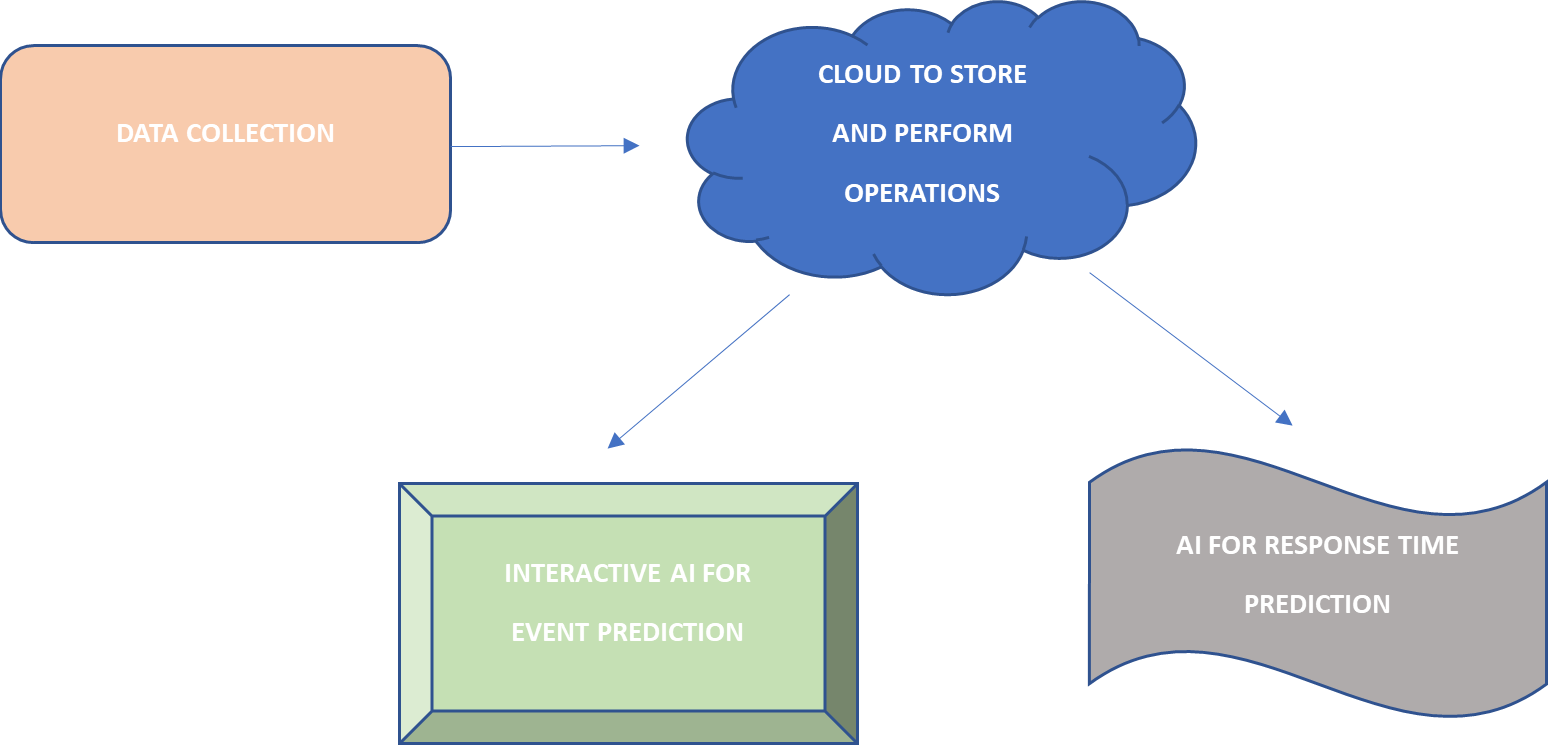 DATA COLLECTION
CLOUD TO STORE
AND PERFORM
OPERATIONS
INTERACTIVE AI FOR
EVENT PREDICTION
AI FOR RESPONSE TIME
PREDICTION